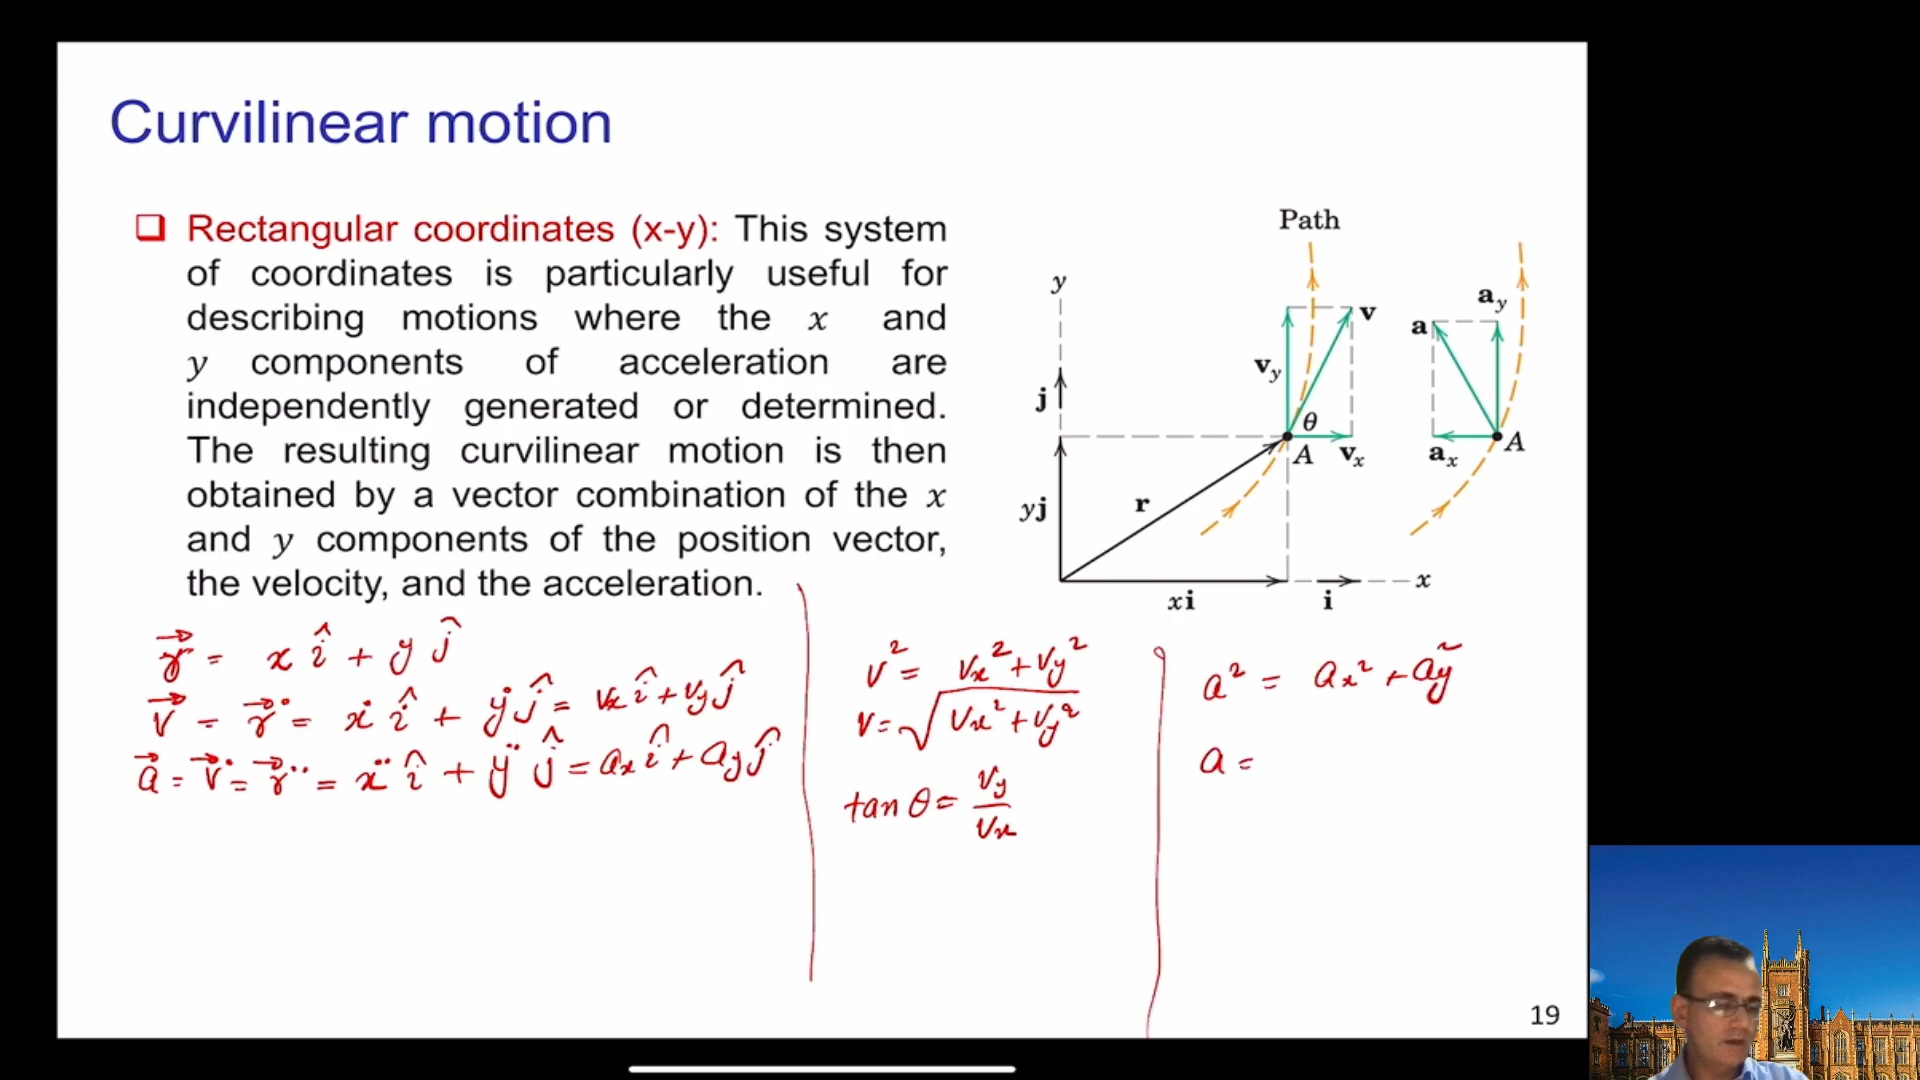 Curvilinear motion
❑ Rectangular coordinates (x-y): This system
of coordinates is particularly useful for
describing motions where the x and
y components of acceleration are
independently generated or determined.
The resulting curvilinear motion is then
obtained by a vector combination of the x
and y components of the position vector,
the velocity, and the acceleration.
Path
y
v
v_y
j
θ
A
v_x
yj
r
xi
i
x
a_y
a
a_x
A
r⃗ = x î + y ĵ
v⃗ = r⃗˙ = ẋ î + ẏ ĵ = vx î + vy ĵ
a⃗ = v⃗˙ = r⃗¨ = ẍ î + ÿ ĵ = ax î + ay ĵ
v² = vx² + vy²
v = √(vx² + vy²)
tan θ = vy/vx
a² = ax² + ay²
a =
19